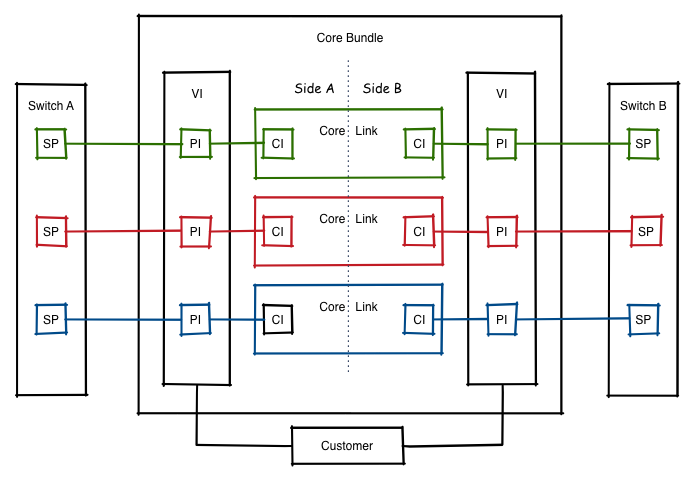 Core Bundle
VI
VI
Side A
Side B
Switch A
Switch B
SP
PI
CI
Core Link
CI
PI
SP
SP
PI
CI
Core Link
CI
PI
SP
SP
PI
CI
Core Link
CI
PI
SP
Customer